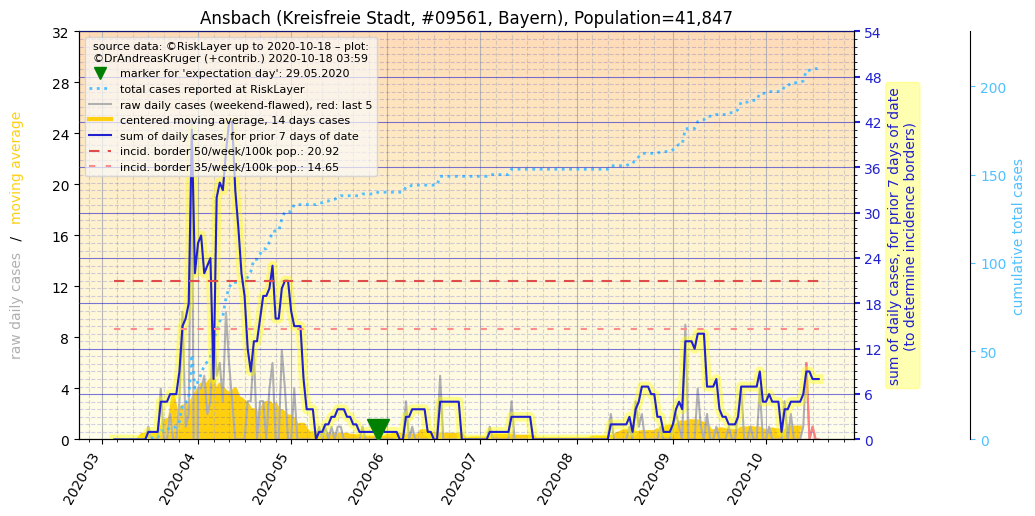 Ansbach (Kreisfreie Stadt, #09561, Bayern), Population=41,847
source data: ©RiskLayer up to 2020-10-18 – plot:
©DrAndreasKruger (+contrib.) 2020-10-18 03:59
marker for 'expectation day': 29.05.2020
total cases reported at RiskLayer
raw daily cases (weekend-flawed), red: last 5
centered moving average, 14 days cases
sum of daily cases, for prior 7 days of date
incid. border 50/week/100k pop.: 20.92
incid. border 35/week/100k pop.: 14.65
raw daily cases / moving average
32
28
24
20
16
12
8
4
0
54
48
42
36
30
24
18
12
6
0
sum of daily cases, for prior 7 days of date
(to determine incidence borders)
200
150
100
50
0
cumulative total cases
2020-03
2020-04
2020-05
2020-06
2020-07
2020-08
2020-09
2020-10